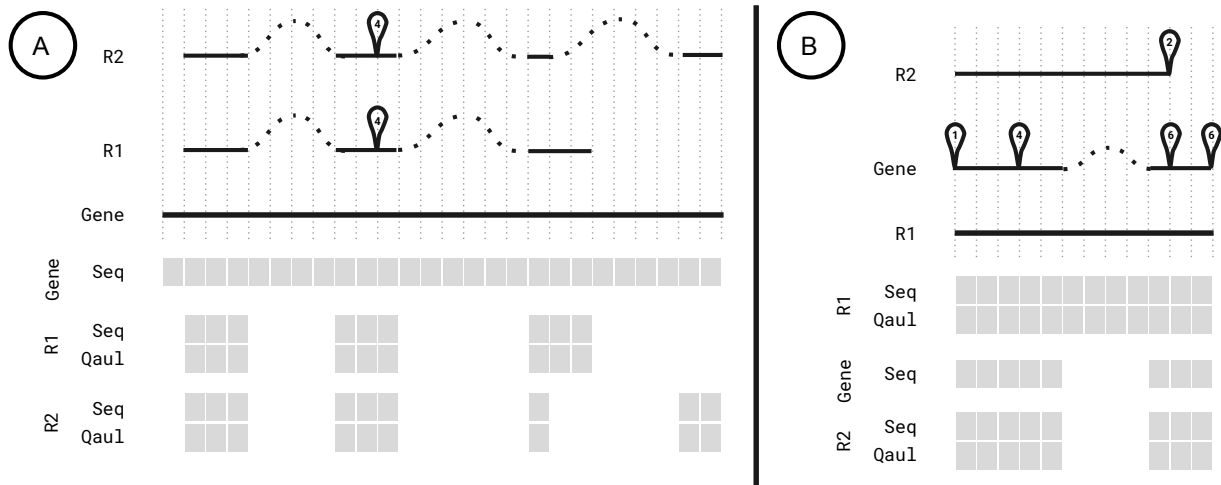 A
R2
4
R1
4
Gene
Gene
Seq
R1
Seq
Qaul
R2
Seq
Qaul
B
R2
2
Gene
1
4
6
6
R1
R1
Seq
Qaul
Gene
Seq
R2
Seq
Qaul